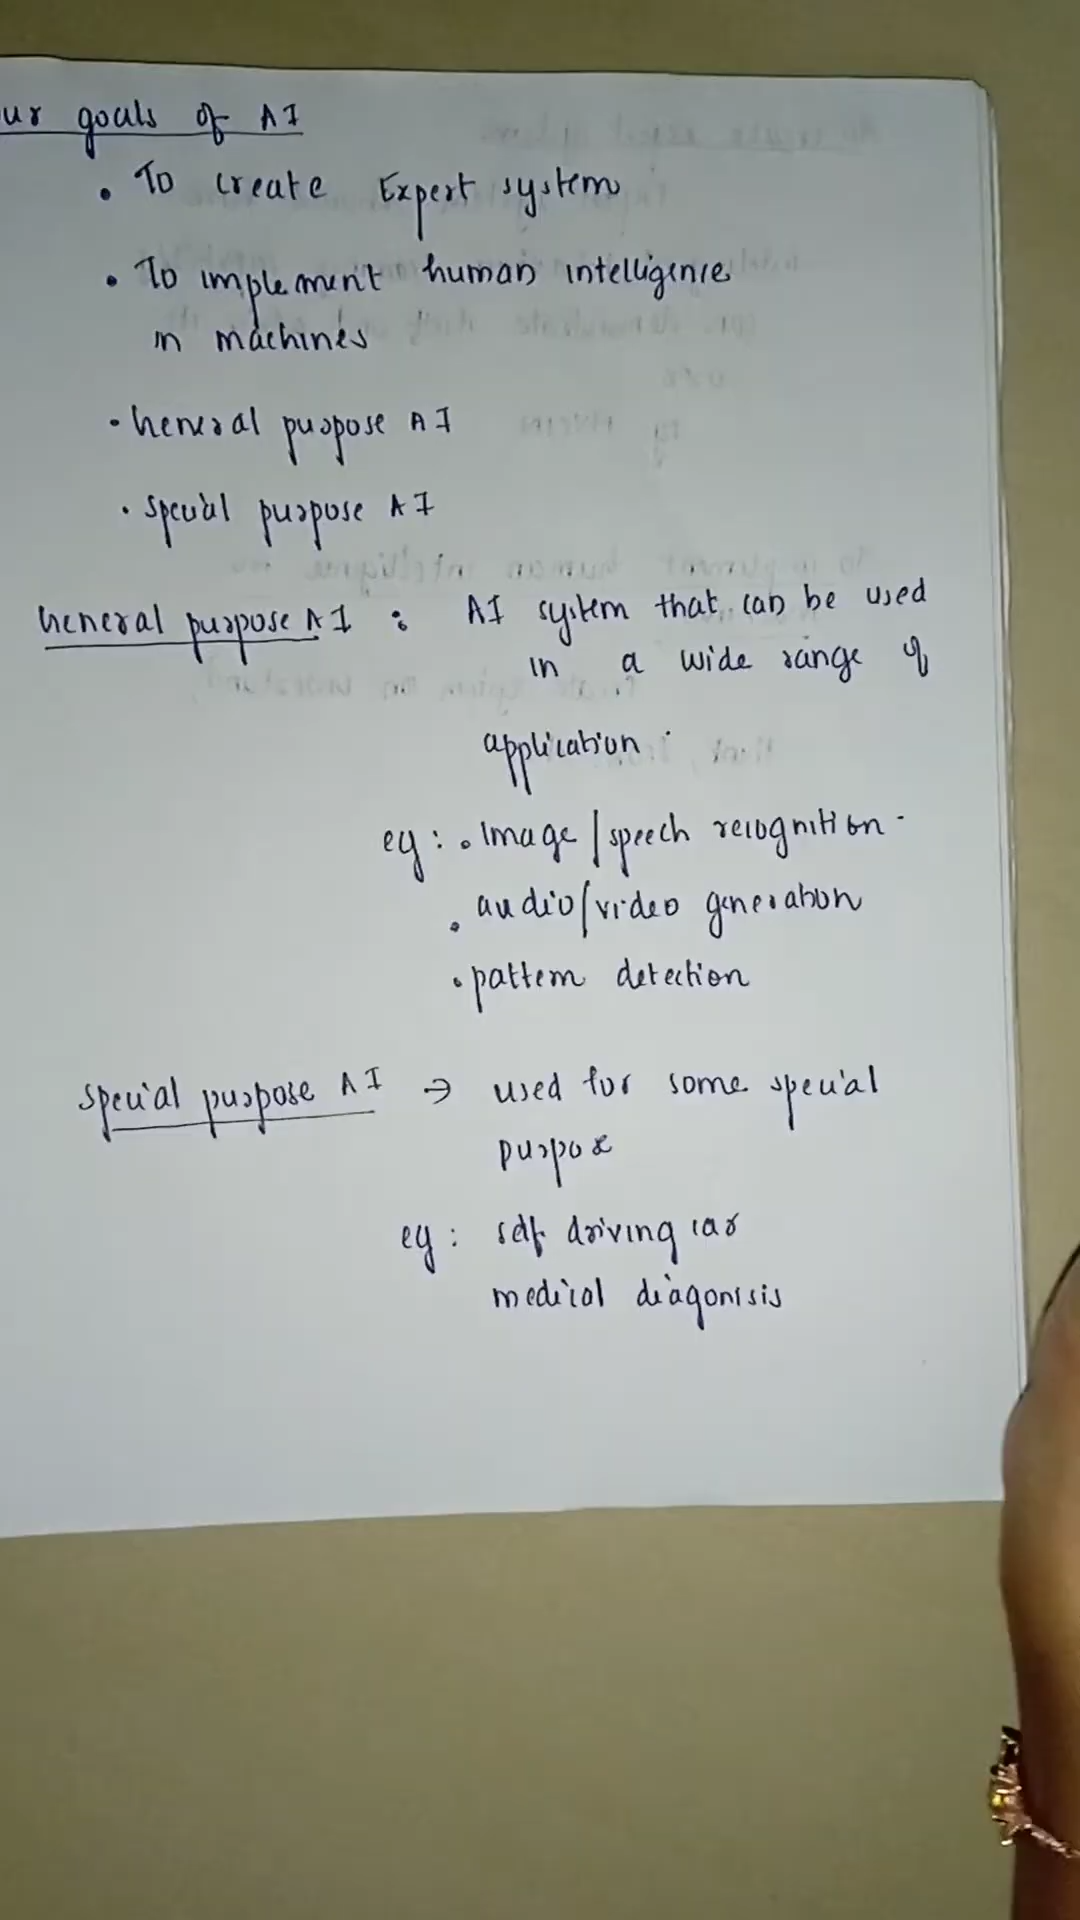 ur goals of AI
• To create Expert system
• To implement human intelligence
in machines
• General purpose AI
• Special purpose AI
General purpose AI : AI system that can be used
in a wide range of
application.
eg: • Image/speech recognition.
• audio/video generation
• pattern detection
Special purpose AI → used for some special
purpose
eg: self driving car
medical diagonisis